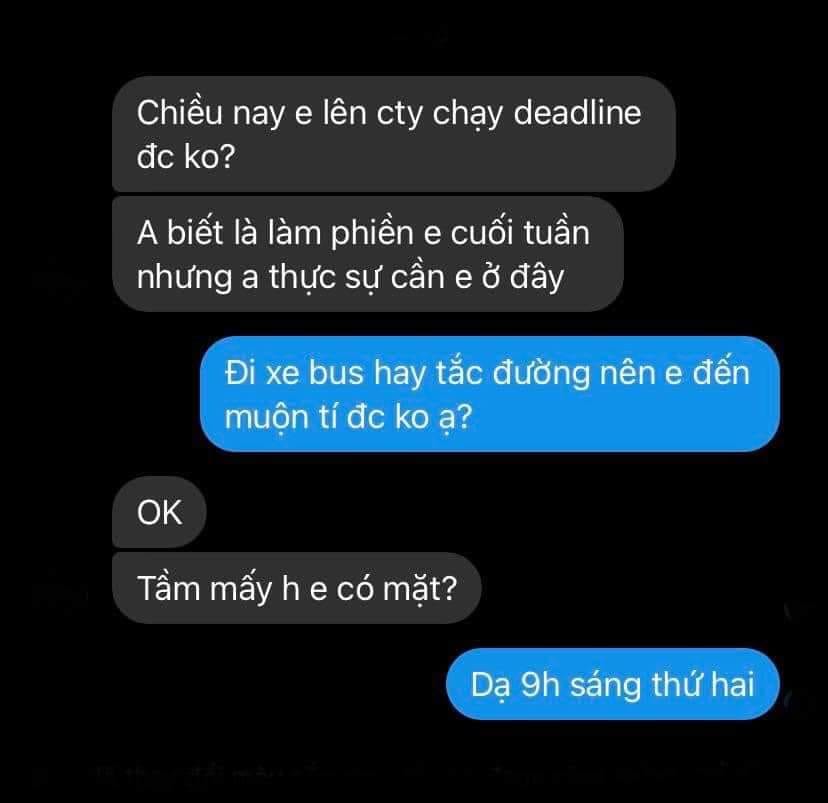 Chiều nay e lên cty chạy deadline
đc ko?
A biết là làm phiền e cuối tuần
nhưng a thực sự cần e ở đây
Đi xe bus hay tắc đường nên e đến
muộn tí đc ko ạ?
OK
Tầm mấy h e có mặt?
Dạ 9h sáng thứ hai